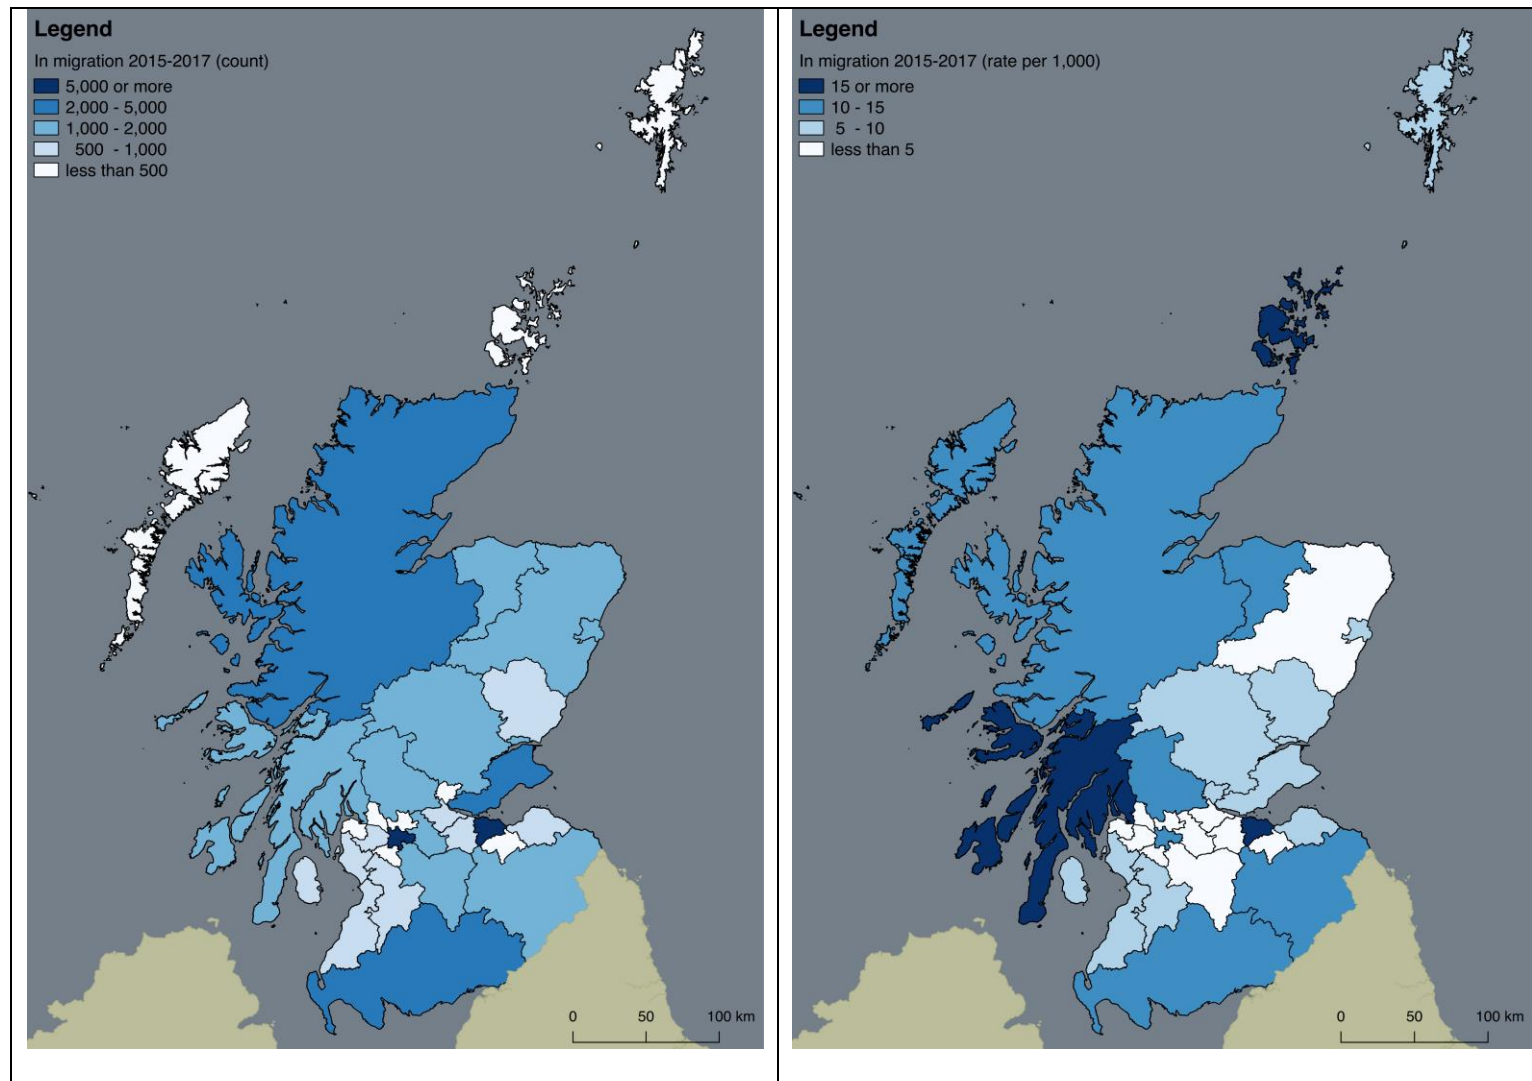 Legend
In migration 2015-2017 (count)
5,000 or more
2,000 - 5,000
1,000 - 2,000
500 - 1,000
less than 500
0 50 100 km
Legend
In migration 2015-2017 (rate per 1,000)
15 or more
10 - 15
5 - 10
less than 5
0 50 100 km